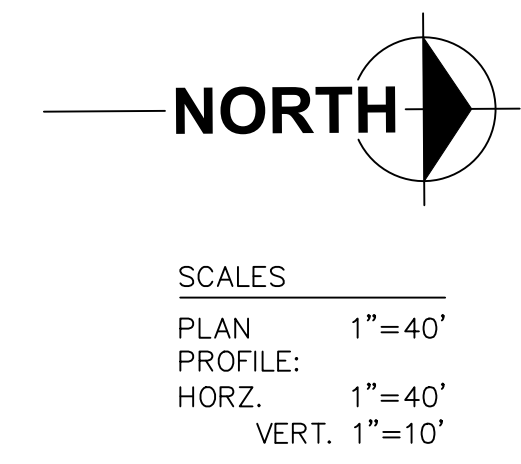 NORTH
SCALES
PLAN 1"=40'
PROFILE:
HORZ. 1"=40'
VERT. 1"=10'